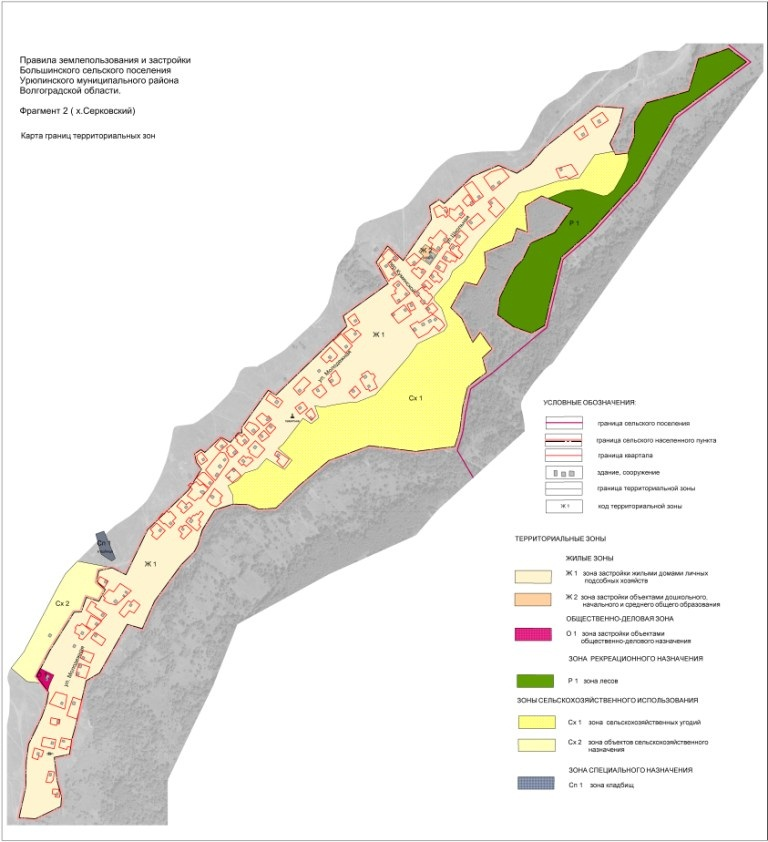 Правила землепользования и застройки
Большинского сельского поселения
Урюпинского муниципального района
Волгоградской области.
Фрагмент 2 ( х.Серковский)
Карта границ территориальных зон
Р 1
Ж 2
Ж 1
ул. Молодежная
Сх 1
Сп 1
Ж 1
Сх 2
ул. Молодежная
УСЛОВНЫЕ ОБОЗНАЧЕНИЯ:
граница сельского поселения
граница сельского населенного пункта
граница квартала
здание, сооружение
граница территориальной зоны
код территориальной зоны
ТЕРРИТОРИАЛЬНЫЕ ЗОНЫ
ЖИЛЫЕ ЗОНЫ
Ж 1 зона застройки жилыми домами личных
подсобных хозяйств
Ж 2 зона застройки объектами дошкольного,
начального и среднего общего образования
ОБЩЕСТВЕННО-ДЕЛОВАЯ ЗОНА
О 1 зона застройки объектами
общественно-делового назначения
ЗОНА РЕКРЕАЦИОННОГО НАЗНАЧЕНИЯ
Р 1 зона лесов
ЗОНЫ СЕЛЬСКОХОЗЯЙСТВЕННОГО ИСПОЛЬЗОВАНИЯ
Сх 1 зона сельскохозяйственных угодий
Сх 2 зона объектов сельскохозяйственного
назначения
ЗОНА СПЕЦИАЛЬНОГО НАЗНАЧЕНИЯ
Сп 1 зона кладбищ